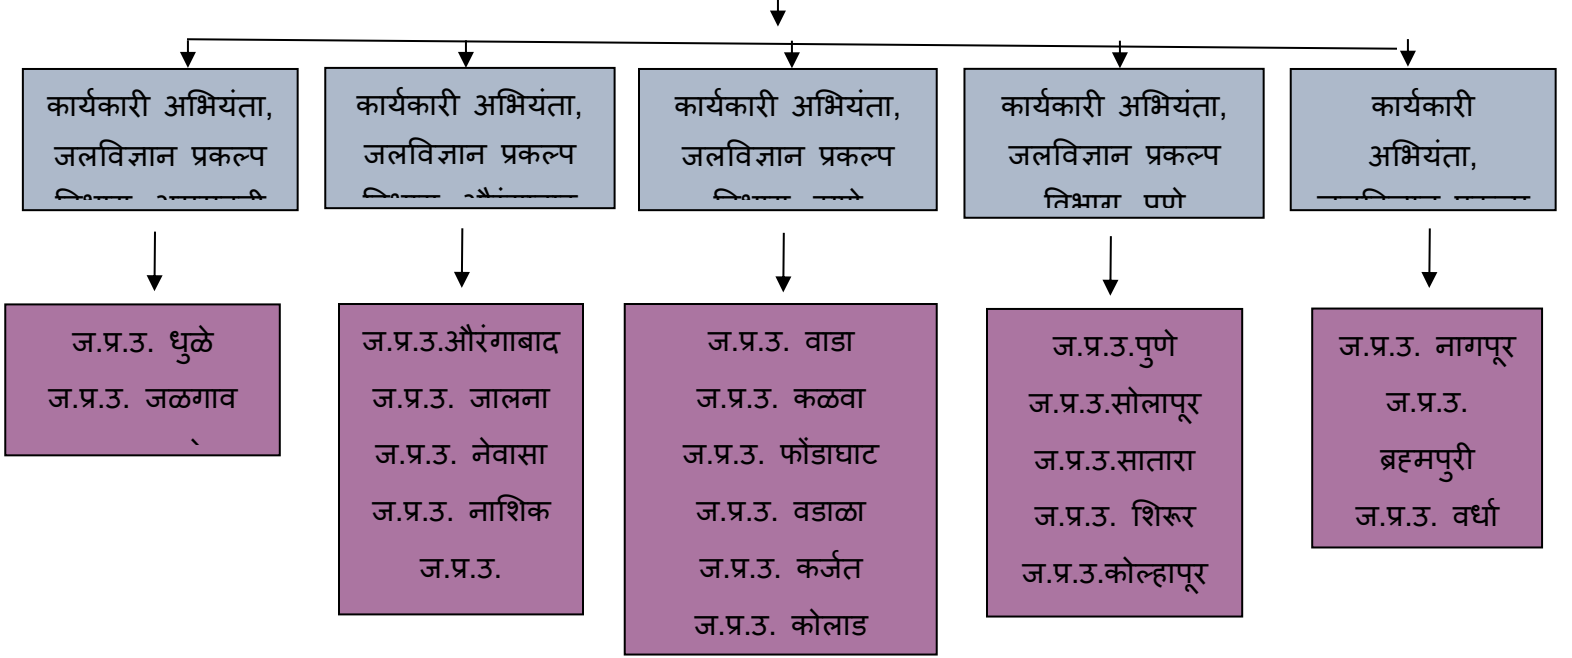 कार्यकारी अभियंता,
जलविज्ञान प्रकल्प
कार्यकारी अभियंता,
जलविज्ञान प्रकल्प
कार्यकारी अभियंता,
जलविज्ञान प्रकल्प
कार्यकारी अभियंता,
जलविज्ञान प्रकल्प
विभाग पुणे
कार्यकारी
अभियंता,
ज.प्र.उ. धुळे
ज.प्र.उ. जळगाव
ज.प्र.उ.औरंगाबाद
ज.प्र.उ. जालना
ज.प्र.उ. नेवासा
ज.प्र.उ. नाशिक
ज.प्र.उ.
ज.प्र.उ. वाडा
ज.प्र.उ. कळवा
ज.प्र.उ. फोंडाघाट
ज.प्र.उ. वडाळा
ज.प्र.उ. कर्जत
ज.प्र.उ. कोलाड
ज.प्र.उ.पुणे
ज.प्र.उ.सोलापूर
ज.प्र.उ.सातारा
ज.प्र.उ. शिरूर
ज.प्र.उ.कोल्हापूर
ज.प्र.उ. नागपूर
ज.प्र.उ.
ब्रह्मपुरी
ज.प्र.उ. वर्धा